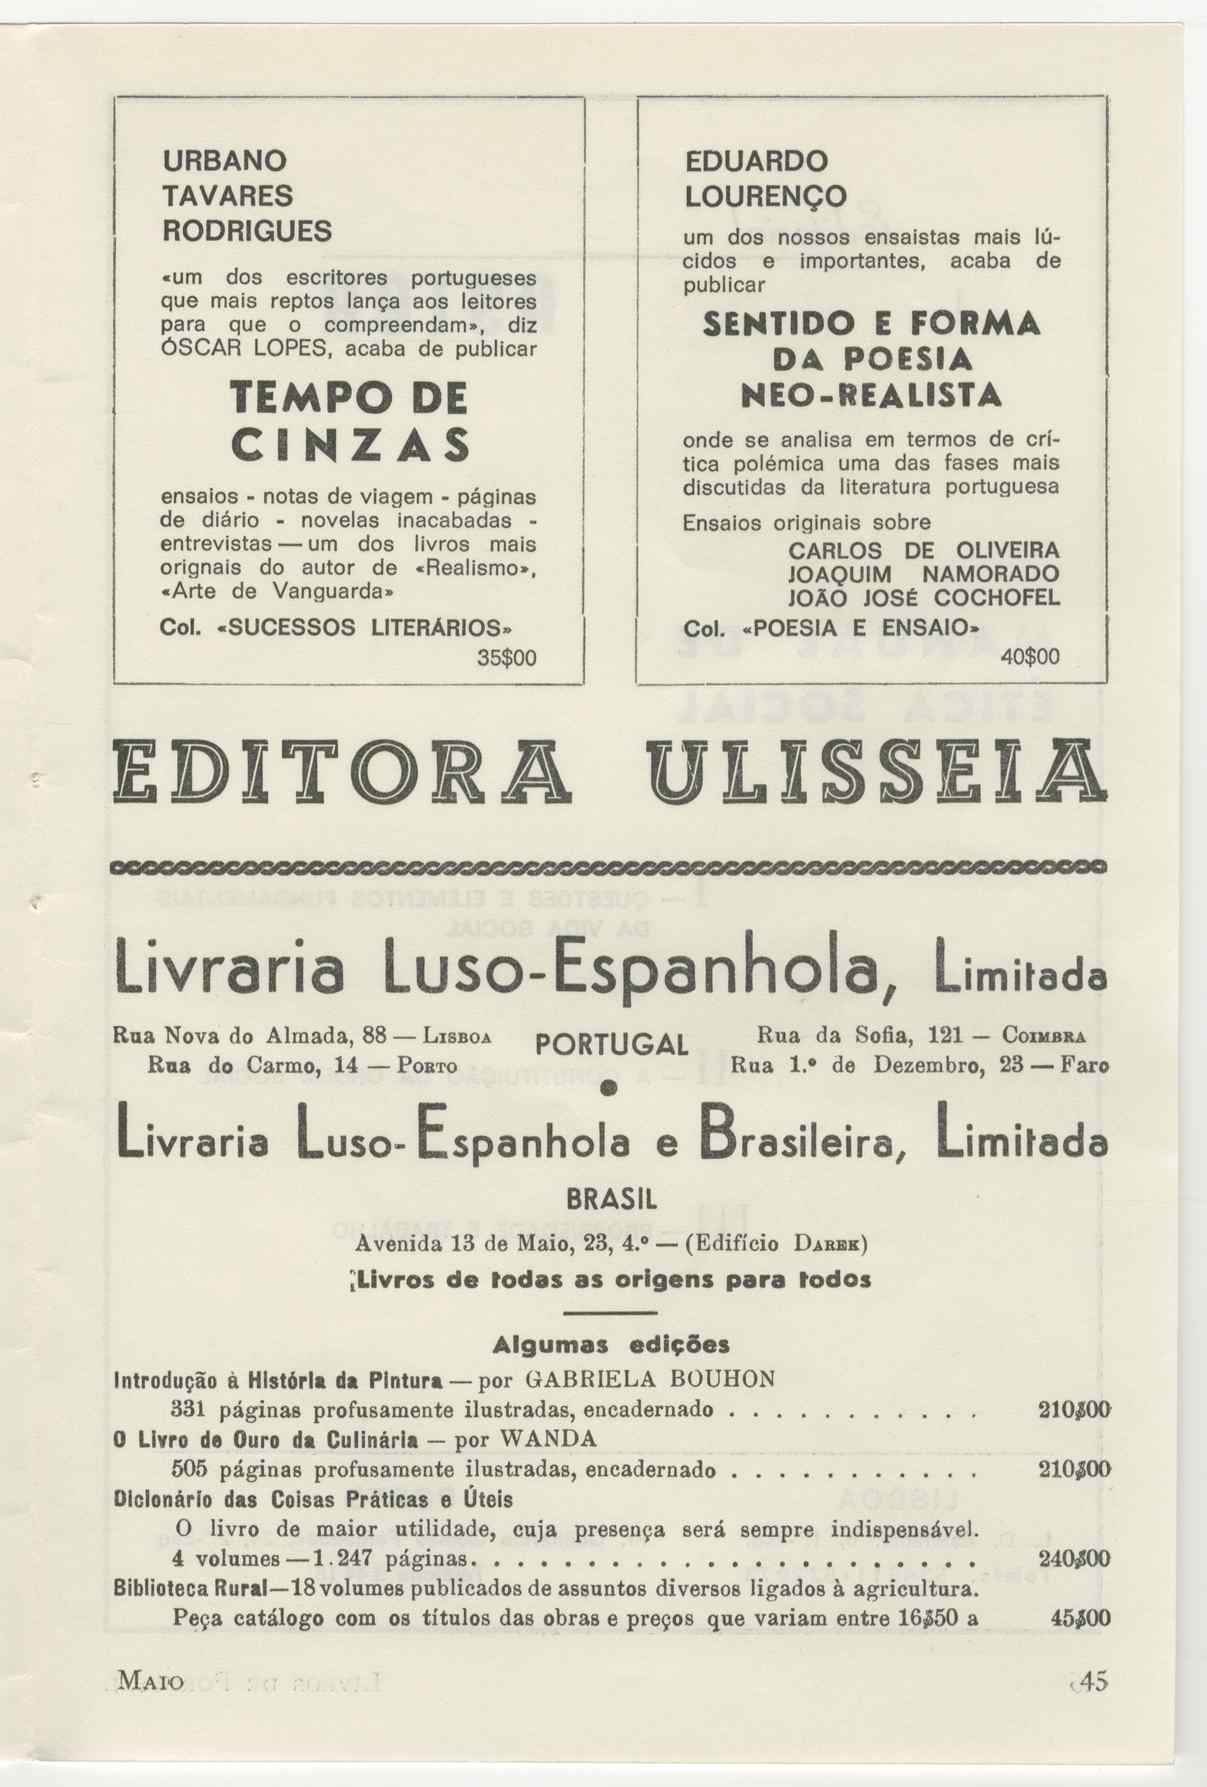 URBANO
TAVARES
RODRIGUES
«um dos escritores portugueses
que mais reptos lança aos leitores
para que o compreendam», diz
ÓSCAR LOPES, acaba de publicar
TEMPO DE
CINZAS
ensaios - notas de viagem - páginas
de diário - novelas inacabadas -
entrevistas — um dos livros mais
orignais do autor de «Realismo»,
«Arte de Vanguarda»
Col. «SUCESSOS LITERÁRIOS»
35$00
EDUARDO
LOURENÇO
um dos nossos ensaistas mais lú-
cidos e importantes, acaba de
publicar
SENTIDO E FORMA
DA POESIA
NEO-REALISTA
onde se analisa em termos de crí-
tica polémica uma das fases mais
discutidas da literatura portuguesa
Ensaios originais sobre
CARLOS DE OLIVEIRA
JOAQUIM NAMORADO
JOÃO JOSÉ COCHOFEL
Col. «POESIA E ENSAIO»
40$00
EDITORA ULISSEIA
Livraria Luso-Espanhola, Limitada
Rua Nova do Almada, 88 — LISBOA
Rua do Carmo, 14 — PORTO
PORTUGAL
Rua da Sofia, 121 — COIMBRA
Rua 1.º de Dezembro, 23 — Faro
Livraria Luso-Espanhola e Brasileira, Limitada
BRASIL
Avenida 13 de Maio, 23, 4.º — (Edifício DAREK)
¡Livros de todas as origens para todos
Algumas edições
Introdução à História da Pintura — por GABRIELA BOUHON
331 páginas profusamente ilustradas, encadernado . . . . . . . . . . . 210$00
O Livro de Ouro da Culinária — por WANDA
505 páginas profusamente ilustradas, encadernado . . . . . . . . . . . 210$00
Dicionário das Coisas Práticas e Úteis
O livro de maior utilidade, cuja presença será sempre indispensável.
4 volumes — 1.247 páginas. . . . . . . . . . . . . . . . . . . . . . 240$00
Biblioteca Rural—18 volumes publicados de assuntos diversos ligados à agricultura.
Peça catálogo com os títulos das obras e preços que variam entre 16$50 a 45$00
MAIO
45